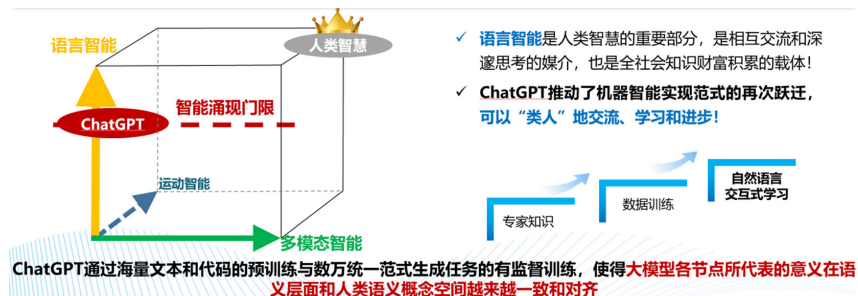 语言智能
人类智慧
智能涌现门限
ChatGPT
运动智能
多模态智能
✓ 语言智能是人类智慧的重要部分，是相互交流和深
邃思考的媒介，也是全社会知识财富积累的载体！
✓ ChatGPT推动了机器智能实现范式的再次跃迁，
可以“类人”地交流、学习和进步！
专家知识
数据训练
自然语言
交互式学习
ChatGPT通过海量文本和代码的预训练与数万统一范式生成任务的有监督训练，使得大模型各节点所代表的意义在语
义层面和人类语义概念空间越来越一致和对齐